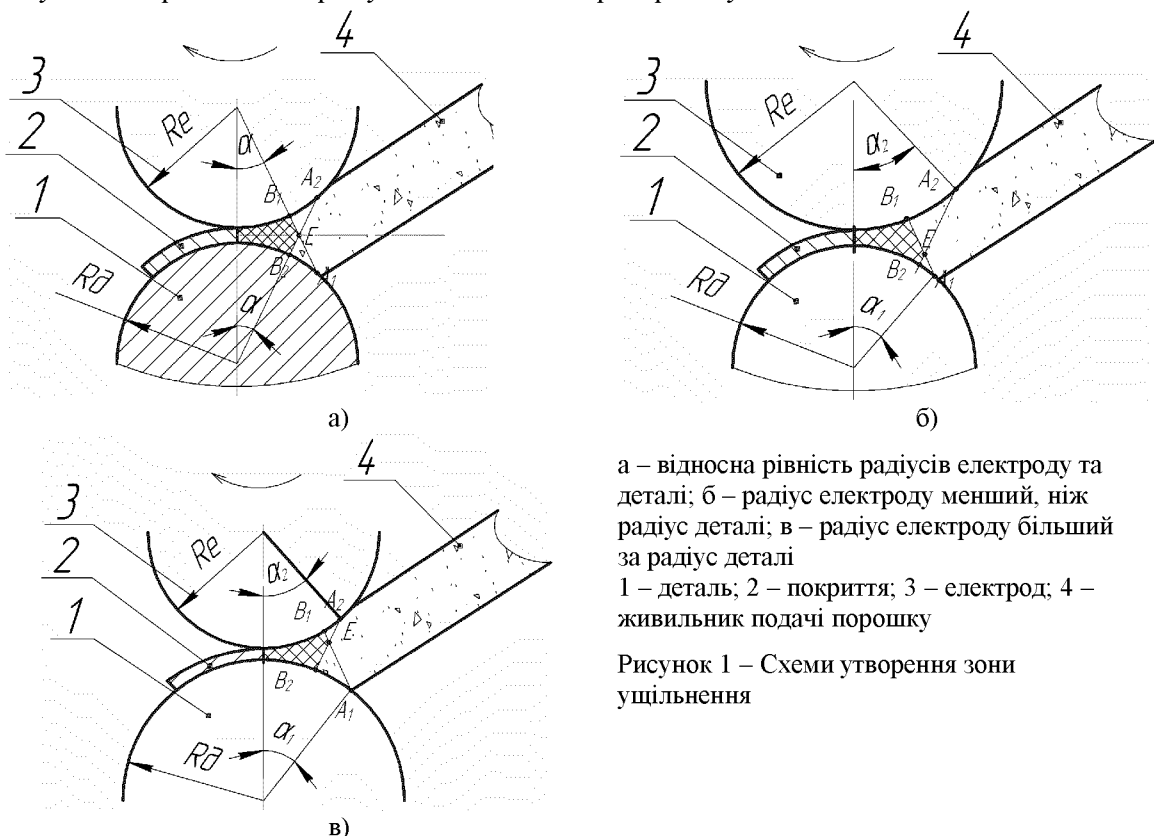 4
3
2
1
Re
α
A₂
B₁
E
B₂
A₁
Rд
α
а)
4
3
2
1
Re
α₂
A₂
B₁
E
B₂
A₁
Rд
α₁
б)
4
3
2
1
Re
α₂
A₂
B₁
E
B₂
A₁
Rд
α₁
в)
а – відносна рівність радіусів електроду та
деталі; б – радіус електроду менший, ніж
радіус деталі; в – радіус електроду більший
за радіус деталі
1 – деталь; 2 – покриття; 3 – електрод; 4 –
живильник подачі порошку
Рисунок 1 – Схеми утворення зони
ущільнення